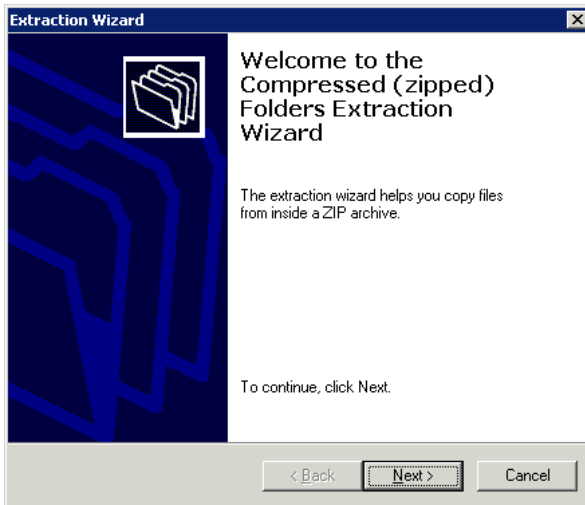 Extraction Wizard
Welcome to the
Compressed (zipped)
Folders Extraction
Wizard
The extraction wizard helps you copy files
from inside a ZIP archive.
To continue, click Next.
< Back
Next >
Cancel